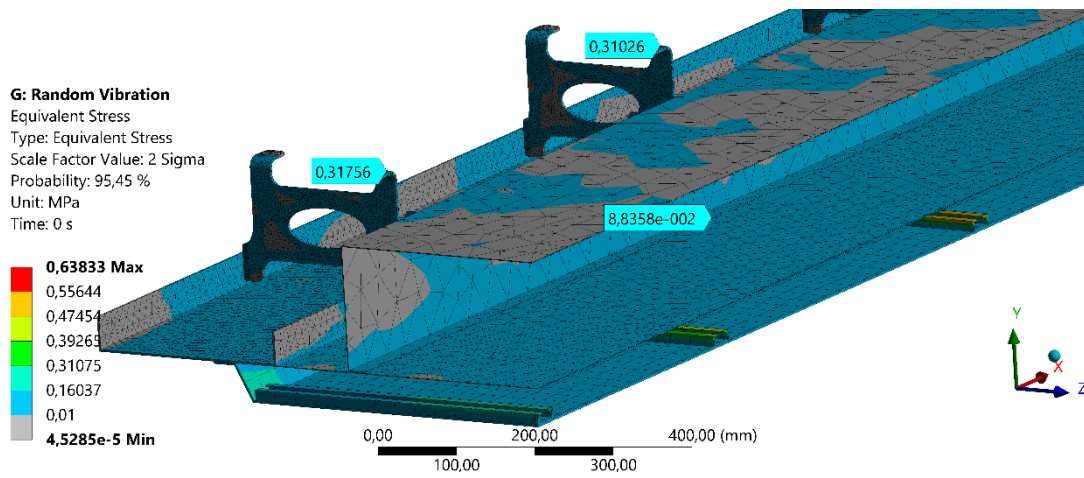 G: Random Vibration
Equivalent Stress
Type: Equivalent Stress
Scale Factor Value: 2 Sigma
Probability: 95,45 %
Unit: MPa
Time: 0 s
0,63833 Max
0,55644
0,47454
0,39265
0,31075
0,16037
0,01
4,5285e-5 Min
0,31026
0,31756
8,8358e-002
0,00
200,00
400,00 (mm)
100,00
300,00
Y
X
Z